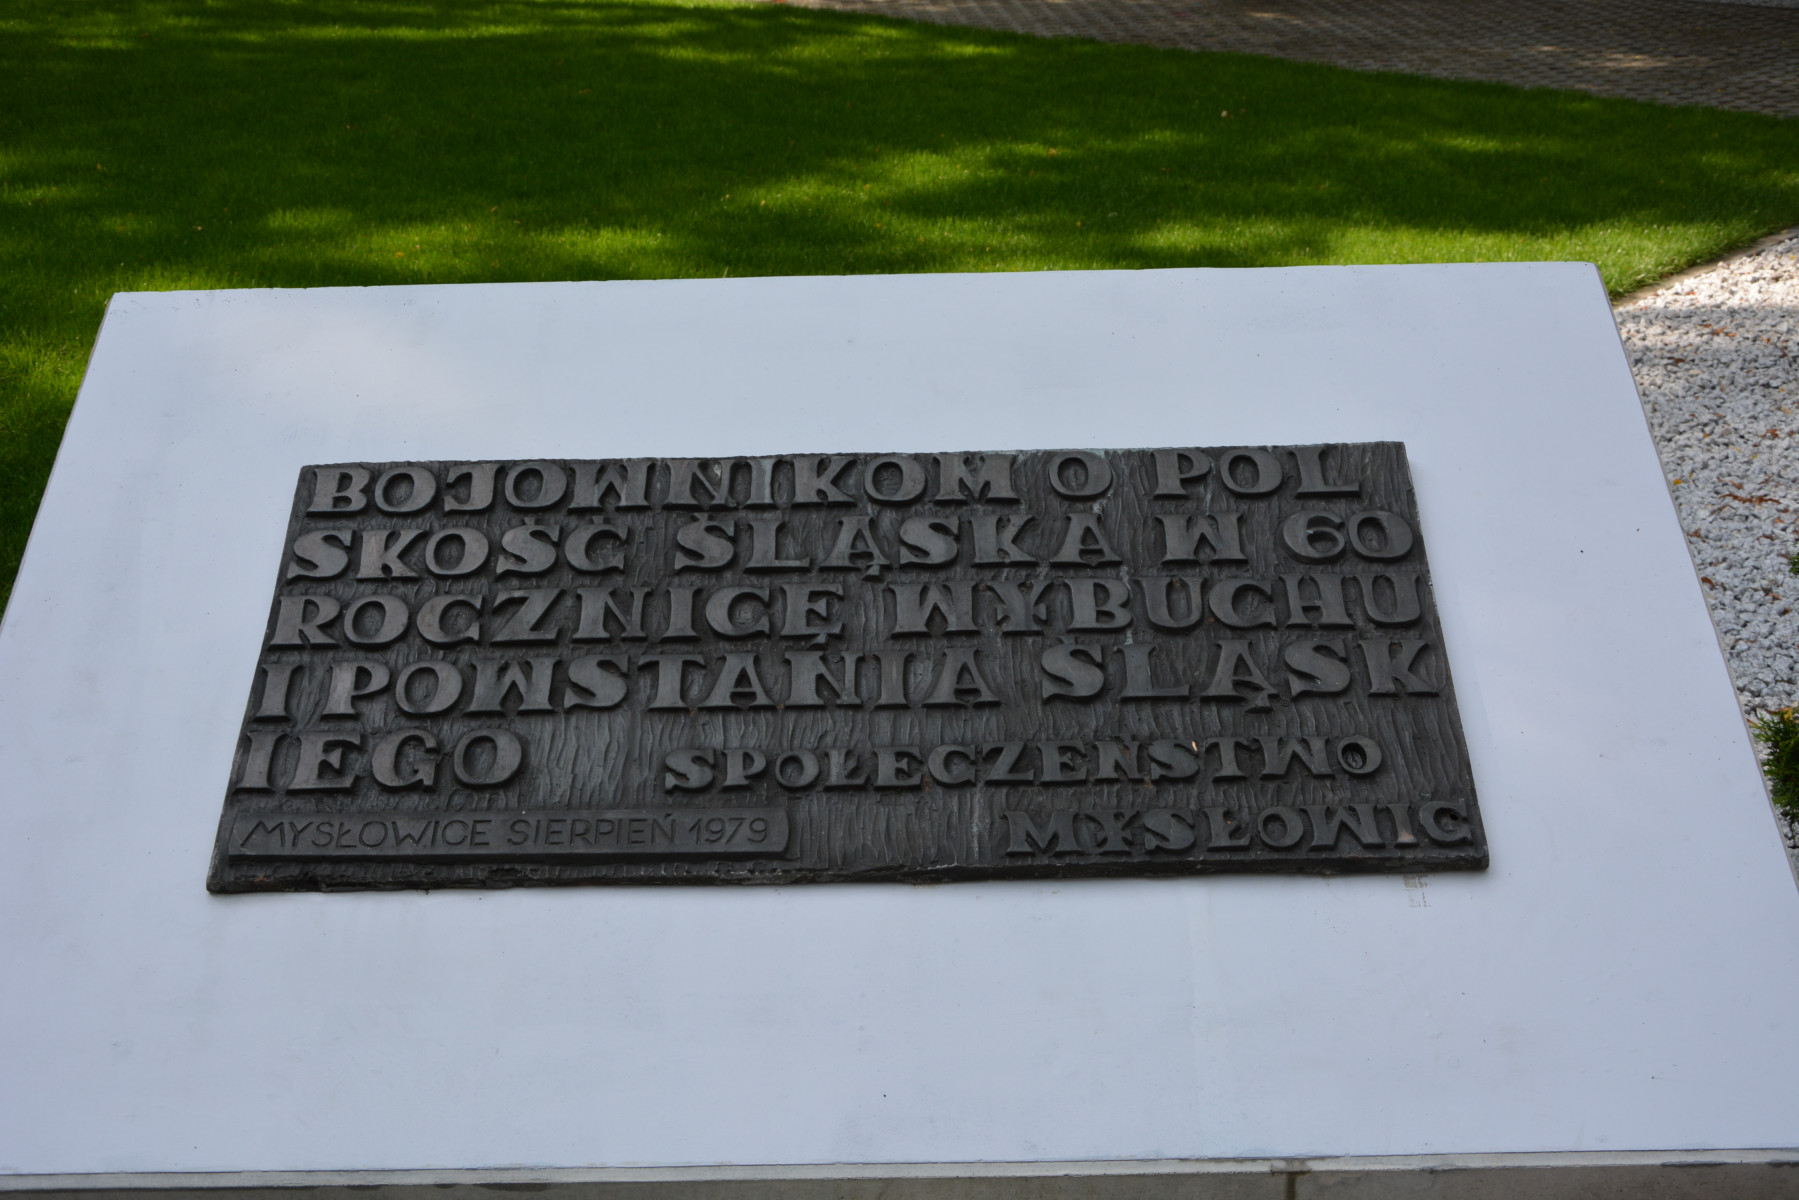 BOJOWNIKOM O POL
SKOŚĆ ŚLĄSKA W 60
ROCZNICĘ WYBUCHU
I POWSTANIA ŚLĄSK
IEGO SPOŁECZEŃSTWO
MYSŁOWICE SIERPIEŃ 1979 MYSŁOWIC